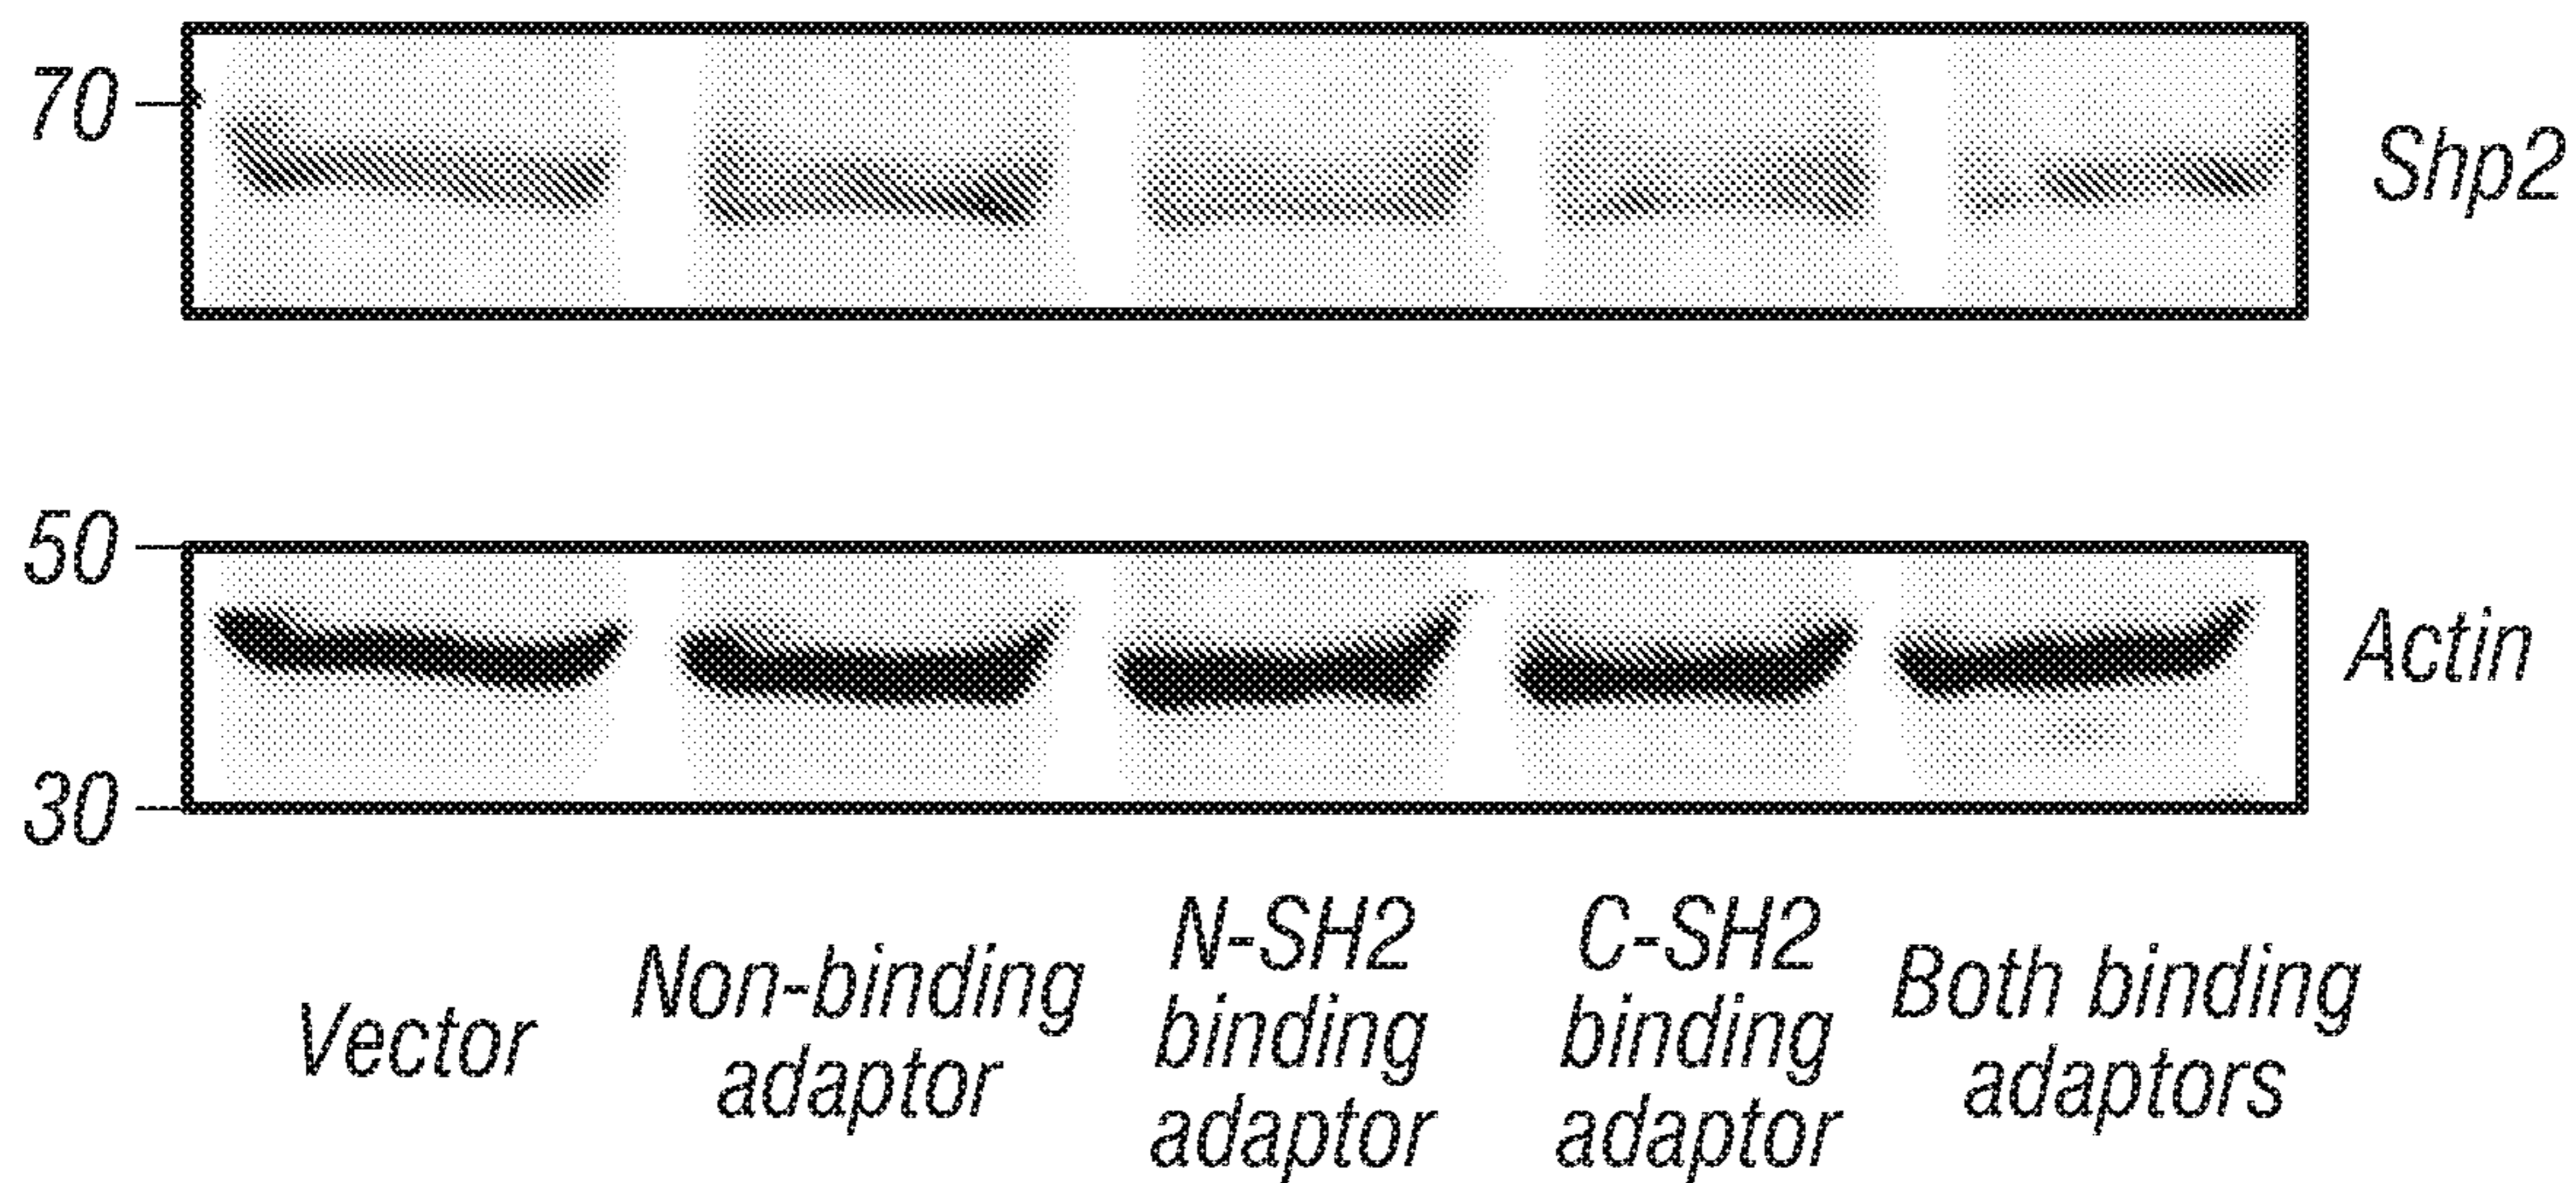 70
Shp2
50
Actin
30
Vector
Non-binding
adaptor
N-SH2
binding
adaptor
C-SH2
binding
adaptor
Both binding
adaptors